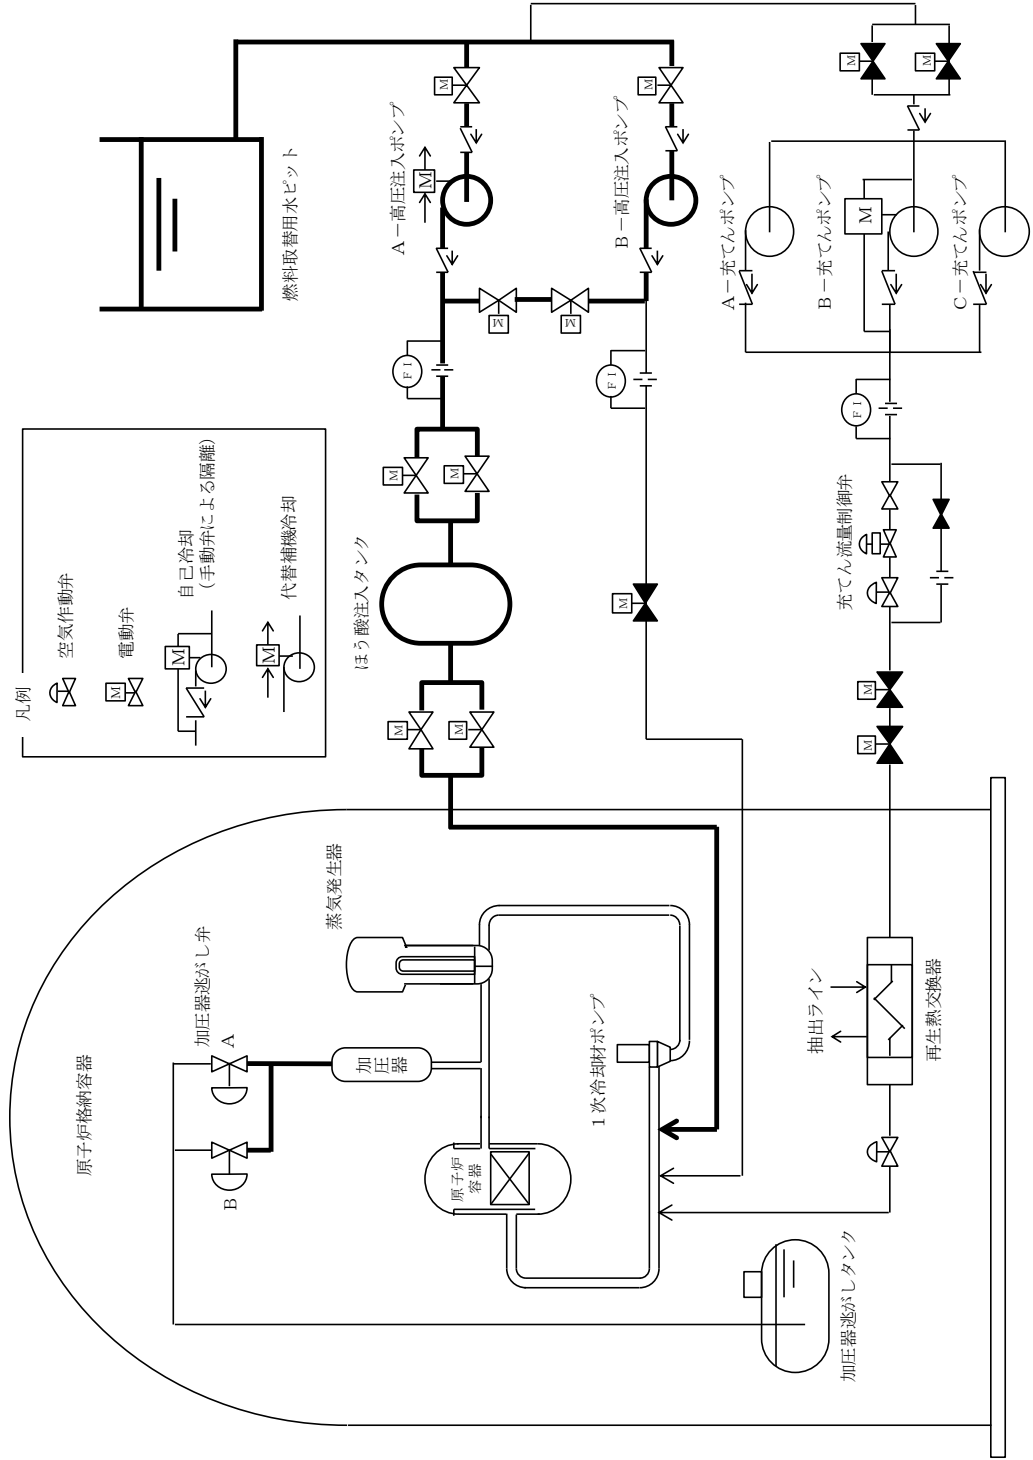 原子炉格納容器
加圧器逃がし弁
A
B
加圧器
蒸気発生器
原子炉
容器
1次冷却材ポンプ
加圧器逃がしタンク
抽出ライン
再生熱交換器
凡例
空気作動弁
M
電動弁
M
自己冷却
(手動弁による隔離)
M
代替補機冷却
M
M
ほう酸注入タンク
M
M
M
M
M
充てん流量制御弁
FI
FI
FI
M
M
燃料取替用水ピット
A-高圧注入ポンプ
M
M
B-高圧注入ポンプ
M
A-充てんポンプ
B-充てんポンプ
M
C-充てんポンプ
M
M